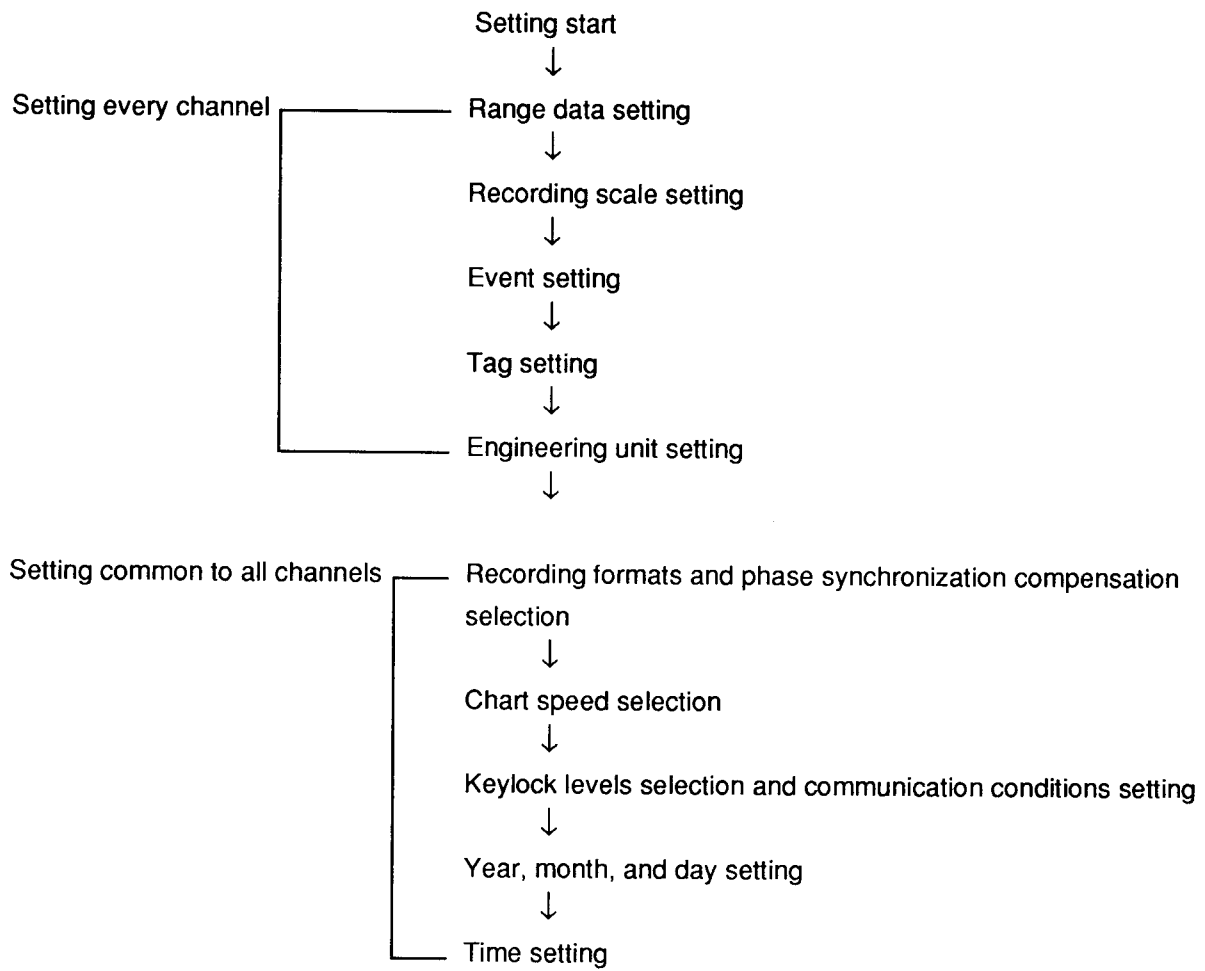 Setting start
↓
Setting every channel
Range data setting
↓
Recording scale setting
↓
Event setting
↓
Tag setting
↓
Engineering unit setting
↓
Setting common to all channels
Recording formats and phase synchronization compensation
selection
↓
Chart speed selection
↓
Keylock levels selection and communication conditions setting
↓
Year, month, and day setting
↓
Time setting